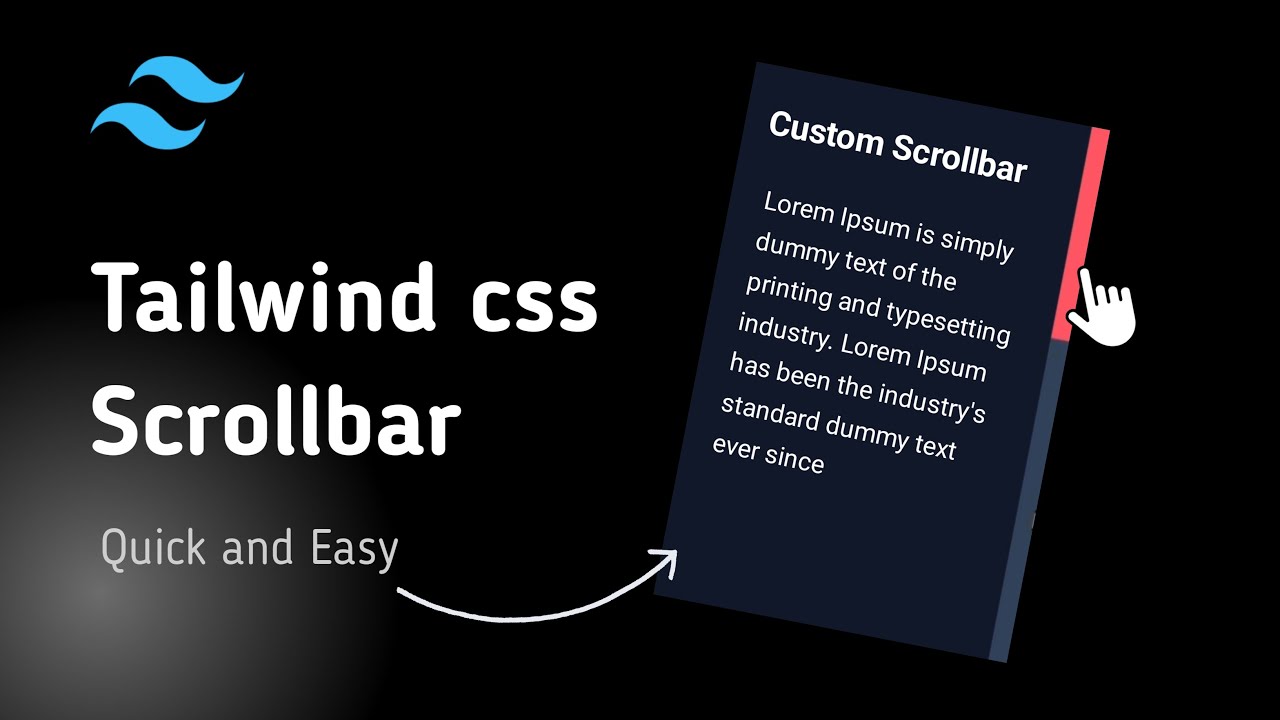 Tailwind css
Scrollbar
Quick and Easy
Custom Scrollbar
Lorem Ipsum is simply
dummy text of the
printing and typesetting
industry. Lorem Ipsum
has been the industry's
standard dummy text
ever since